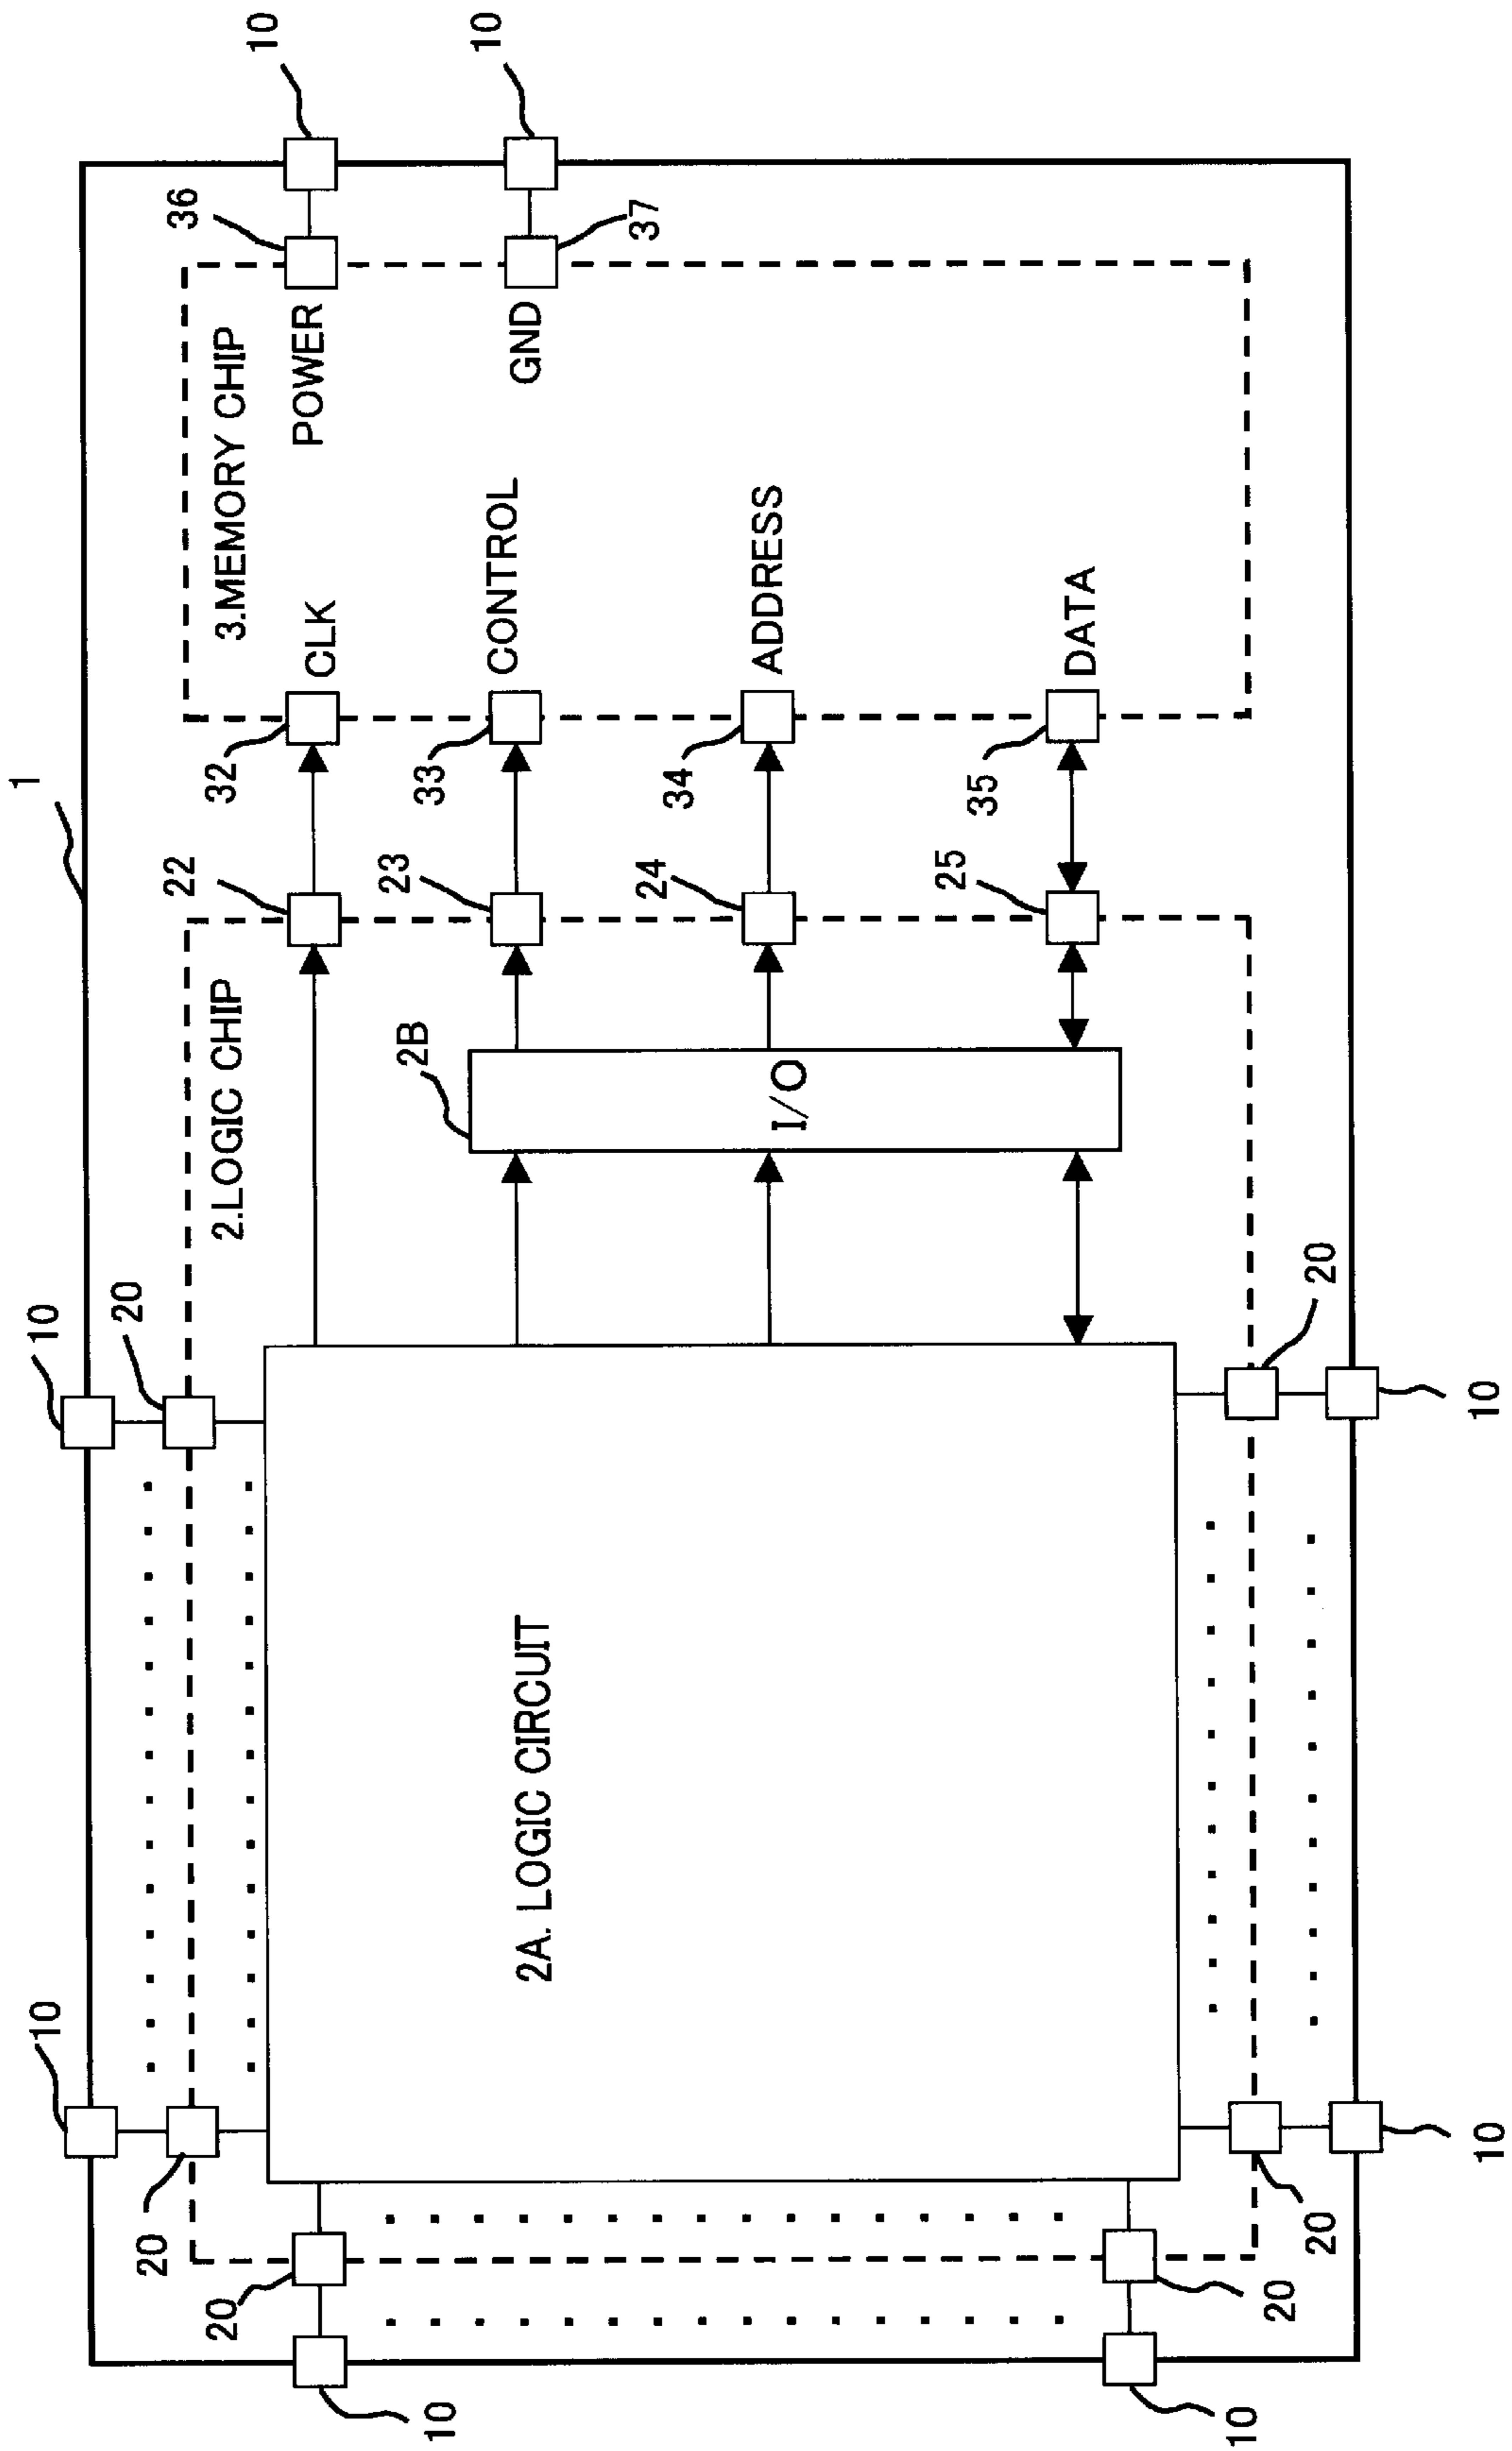 1
10
10
20
22
32
36
10
2.LOGIC CHIP
3.MEMORY CHIP
CLK
POWER
20
20
23
33
37
10
2B
CONTROL
GND
2A. LOGIC CIRCUIT
24
34
I/O
ADDRESS
25
35
DATA
10
10
20
20
20
10
10